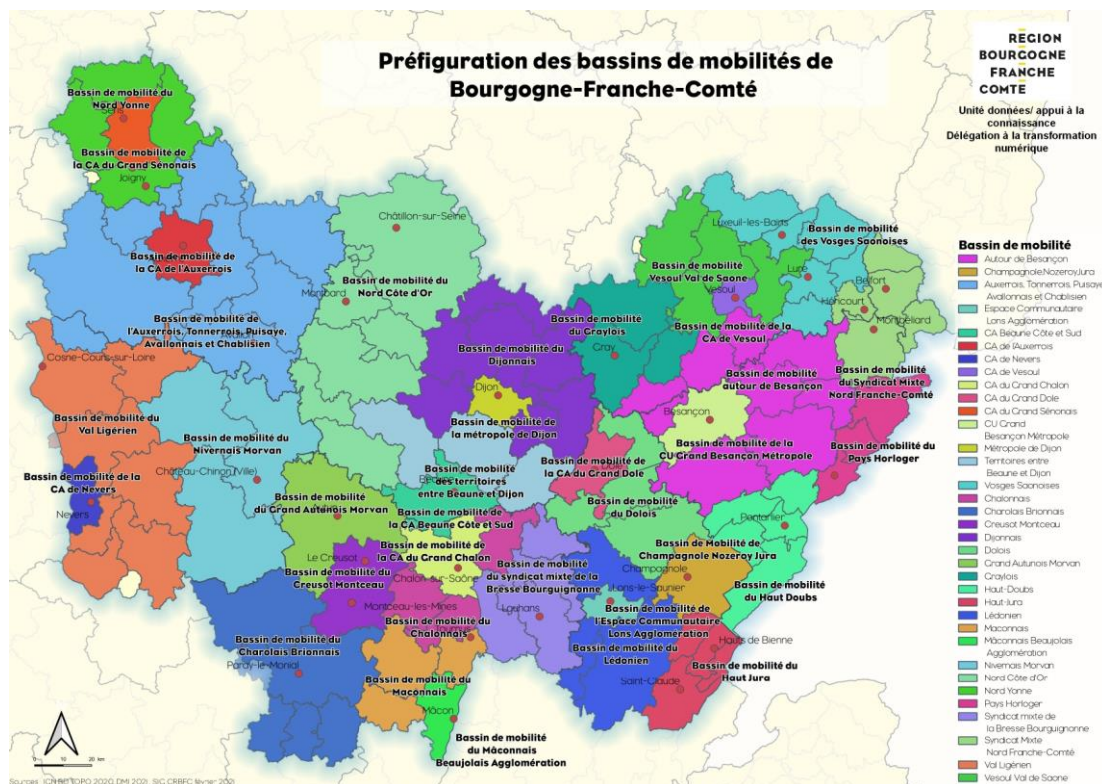 Préfiguration des bassins de mobilités de
Bourgogne-Franche-Comté
REGION
BOURGOGNE
FRANCHE
COMTE
Unité données/ appui à la
connaissance
Délégation à la transformation
numérique
Bassin de mobilité du
Nord Yonne
Sens
Bassin de mobilité de
la CA du Grand Sénonais
Joigny
Bassin de mobilité de
la CA de l'Auxerrois
Châtillon-sur-Seine
Bassin de mobilité du
Nord Côte d'Or
Montbard
Bassin de mobilité de
l'Auxerrois, Tonnerrois, Puisaye,
Avallonnais et Chablisien
Avallon
Cosne-Cours-sur-Loire
Bassin de mobilité du
Val Ligérien
Bassin de mobilité du
Nivernais Morvan
Château-Chinon (Ville)
Bassin de mobilité de la
CA de Nevers
Nevers
Luxeuil-les-Bains
Bassin de mobilité
des Vosges Saonoises
Bassin de mobilité
Vesoul Val de Saone
Lure
Vesoul
Belfort
Héricourt
Montbéliard
Bassin de mobilité
du Graylois
Gray
Bassin de mobilité de la
CA de Vesoul
Bassin de mobilité du
Dijonnais
Dijon
Bassin de mobilité de
la métropole de Dijon
Bassin de mobilité
autour de Besançon
Besançon
Bassin de mobilité
du Syndicat Mixte
Nord Franche-Comté
Bassin de mobilité de la
CU Grand Besançon Métropole
Bassin de mobilité du
Pays Horloger
Bassin de mobilité de
la CA du Grand Dole
Dole
Bassin de mobilité
des territoires
entre Beaune et Dijon
Beaune
Bassin de mobilité
du Dolois
Bassin de mobilité
du Grand Autunois Morvan
Bassin de mobilité de
la CA Beaune Côte et Sud
Pontarlier
Bassin de mobilité de
la CA du Grand Chalon
Chalon-sur-Saône
Bassin de Mobilité de
Champagnole Nozeroy Jura
Champagnole
Le Creusot
Bassin de mobilité du
Creusot Montceau
Montceau-les-Mines
Bassin de mobilité
du syndicat mixte de la
Bresse Bourguignonne
Louhans
Lons-le-Saunier
Bassin de mobilité
du Haut Doubs
Bassin de mobilité de
l'Espace Communautaire
Lons Agglomération
Bassin de mobilité du
Chalonnais
Tournus
Bassin de mobilité du
Charolais Brionnais
Paray-le-Monial
Bassin de mobilité du
Lédonien
Hauts de Bienne
Bassin de mobilité du
Haut Jura
Saint-Claude
Bassin de mobilité du
Maconnais
Mâcon
Bassin de mobilité
du Mâconnais
Beaujolais Agglomération
Bassin de mobilité
Autour de Besançon
Champagnole,Nozeroy,Jura
Auxerrois, Tonnerrois, Puisaye
Avallonnais et Chablisien
Espace Communautaire
Lons Agglomération
CA Beaune Côte et Sud
CA de l'Auxerrois
CA de Nevers
CA de Vesoul
CA du Grand Chalon
CA du Grand Dole
CA du Grand Sénonais
CU Grand
Besançon Métropole
Métropole de Dijon
Territoires entre
Beaune et Dijon
Vosges Saonoises
Chalonnais
Charolais Brionnais
Creusot Montceau
Dijonnais
Dolois
Grand Autunois Morvan
Graylois
Haut-Doubs
Haut-Jura
Lédonien
Maconnais
Mâconnais Beaujolais
Agglomération
Nivernais Morvan
Nord Côte d'Or
Nord Yonne
Pays Horloger
Syndicat mixte de
la Bresse Bourguignonne
Syndicat Mixte
Nord Franche-Comté
Val Ligérien
Vesoul Val de Saone
0 10 20 km